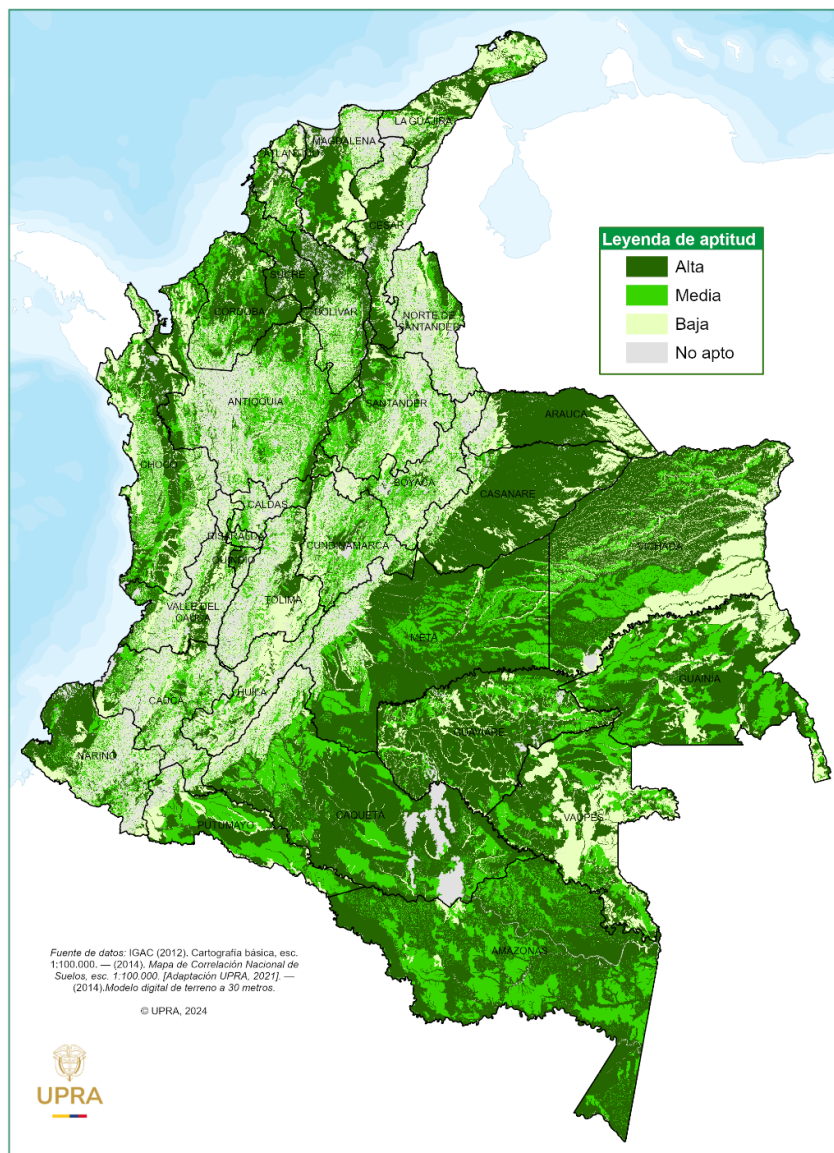 LA GUAJIRA
MAGDALENA
ATLÁNTICO
CESAR
Leyenda de aptitud
Alta
Media
Baja
No apto
SUCRE
CÓRDOBA
BOLÍVAR
NORTE DE
SANTANDER
ANTIOQUIA
SANTANDER
ARAUCA
CHOCÓ
BOYACÁ
CASANARE
CALDAS
RISARALDA
CUNDINAMARCA
VICHADA
QUINDÍO
TOLIMA
VALLE DEL
CAUCA
META
HUILA
CAUCA
GUAINÍA
GUAVIARE
NARIÑO
CAQUETÁ
VAUPÉS
PUTUMAYO
AMAZONAS
Fuente de datos: IGAC (2012). Cartografía básica, esc.
1:100.000. — (2014). Mapa de Correlación Nacional de
Suelos, esc. 1:100.000. [Adaptación UPRA, 2021]. —
(2014).Modelo digital de terreno a 30 metros.
© UPRA, 2024
UPRA